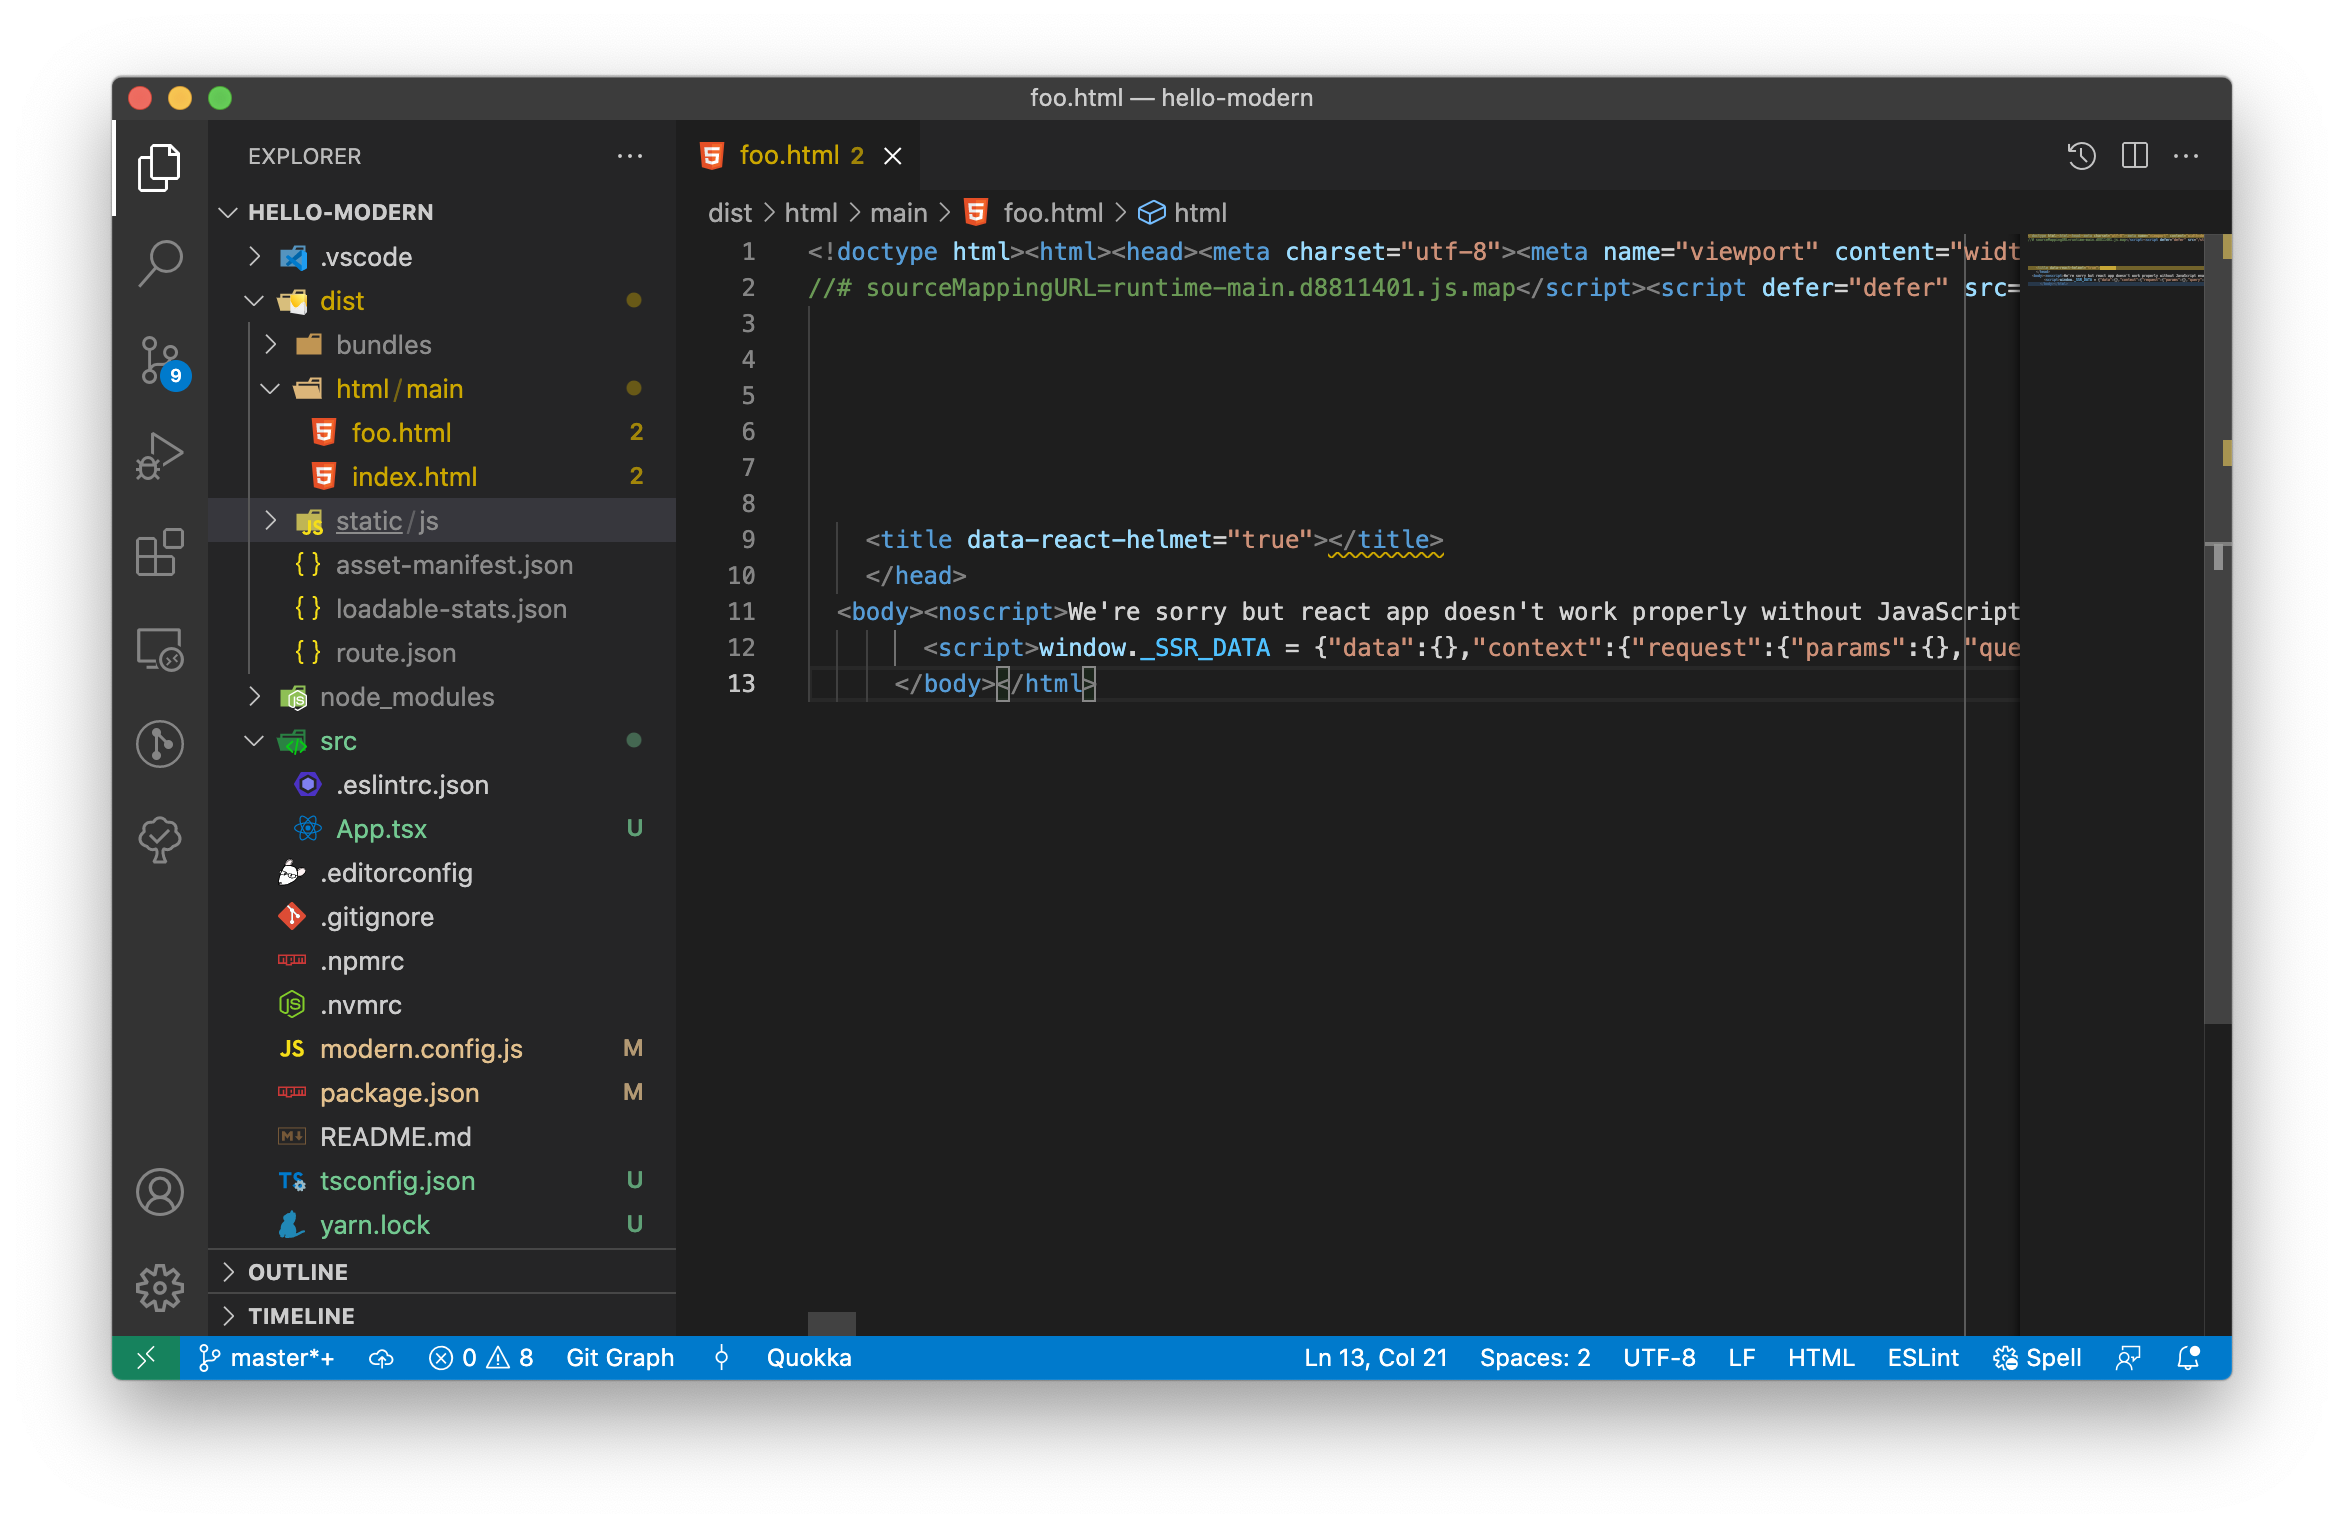 foo.html — hello-modern
EXPLORER
HELLO-MODERN
.vscode
dist
bundles
html/main
foo.html 2
index.html 2
static/js
asset-manifest.json
loadable-stats.json
route.json
node_modules
src
.eslintrc.json
App.tsx U
.editorconfig
.gitignore
.npmrc
.nvmrc
JS modern.config.js M
package.json M
README.md
TS tsconfig.json U
yarn.lock U
OUTLINE
TIMELINE
9
foo.html 2
dist > html > main > foo.html > html
1 <!doctype html><html><head><meta charset="utf-8"><meta name="viewport" content="widt
2 //# sourceMappingURL=runtime-main.d8811401.js.map</script><script defer="defer" src=
3
4
5
6
7
8
9 <title data-react-helmet="true"></title>
10 </head>
11 <body><noscript>We're sorry but react app doesn't work properly without JavaScript
12 <script>window._SSR_DATA = {"data":{},"context":{"request":{"params":{},"que
13 </body></html>
master*+ 0 8 Git Graph Quokka Ln 13, Col 21 Spaces: 2 UTF-8 LF HTML ESLint Spell